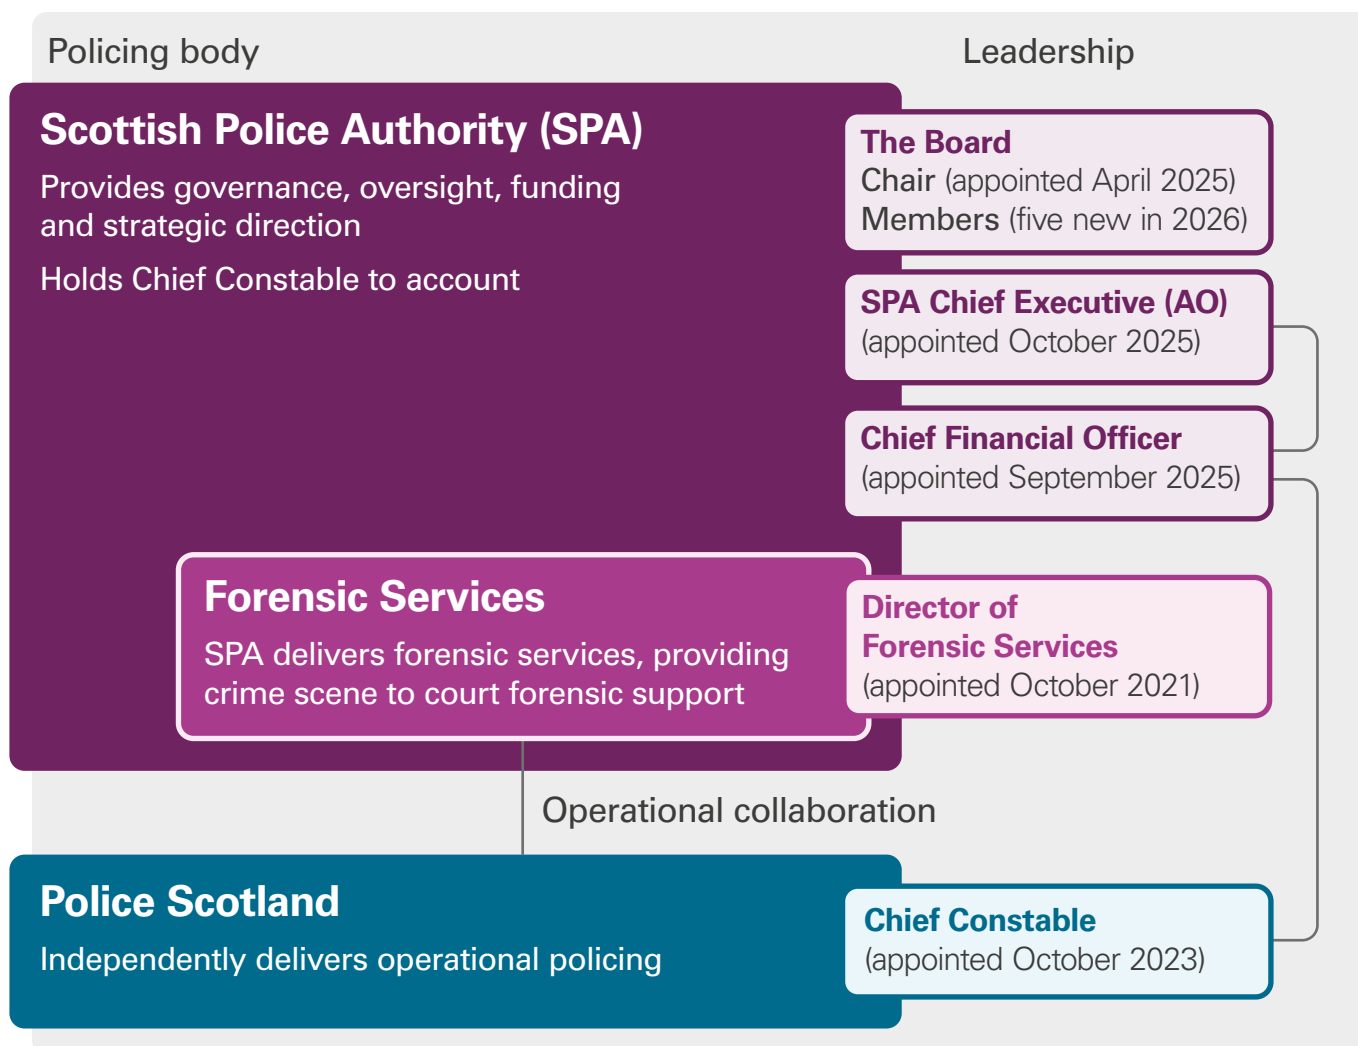 Policing body
Leadership
Scottish Police Authority (SPA)
Provides governance, oversight, funding
and strategic direction
Holds Chief Constable to account
The Board
Chair (appointed April 2025)
Members (five new in 2026)
SPA Chief Executive (AO)
(appointed October 2025)
Chief Financial Officer
(appointed September 2025)
Forensic Services
SPA delivers forensic services, providing
crime scene to court forensic support
Director of
Forensic Services
(appointed October 2021)
Operational collaboration
Police Scotland
Independently delivers operational policing
Chief Constable
(appointed October 2023)